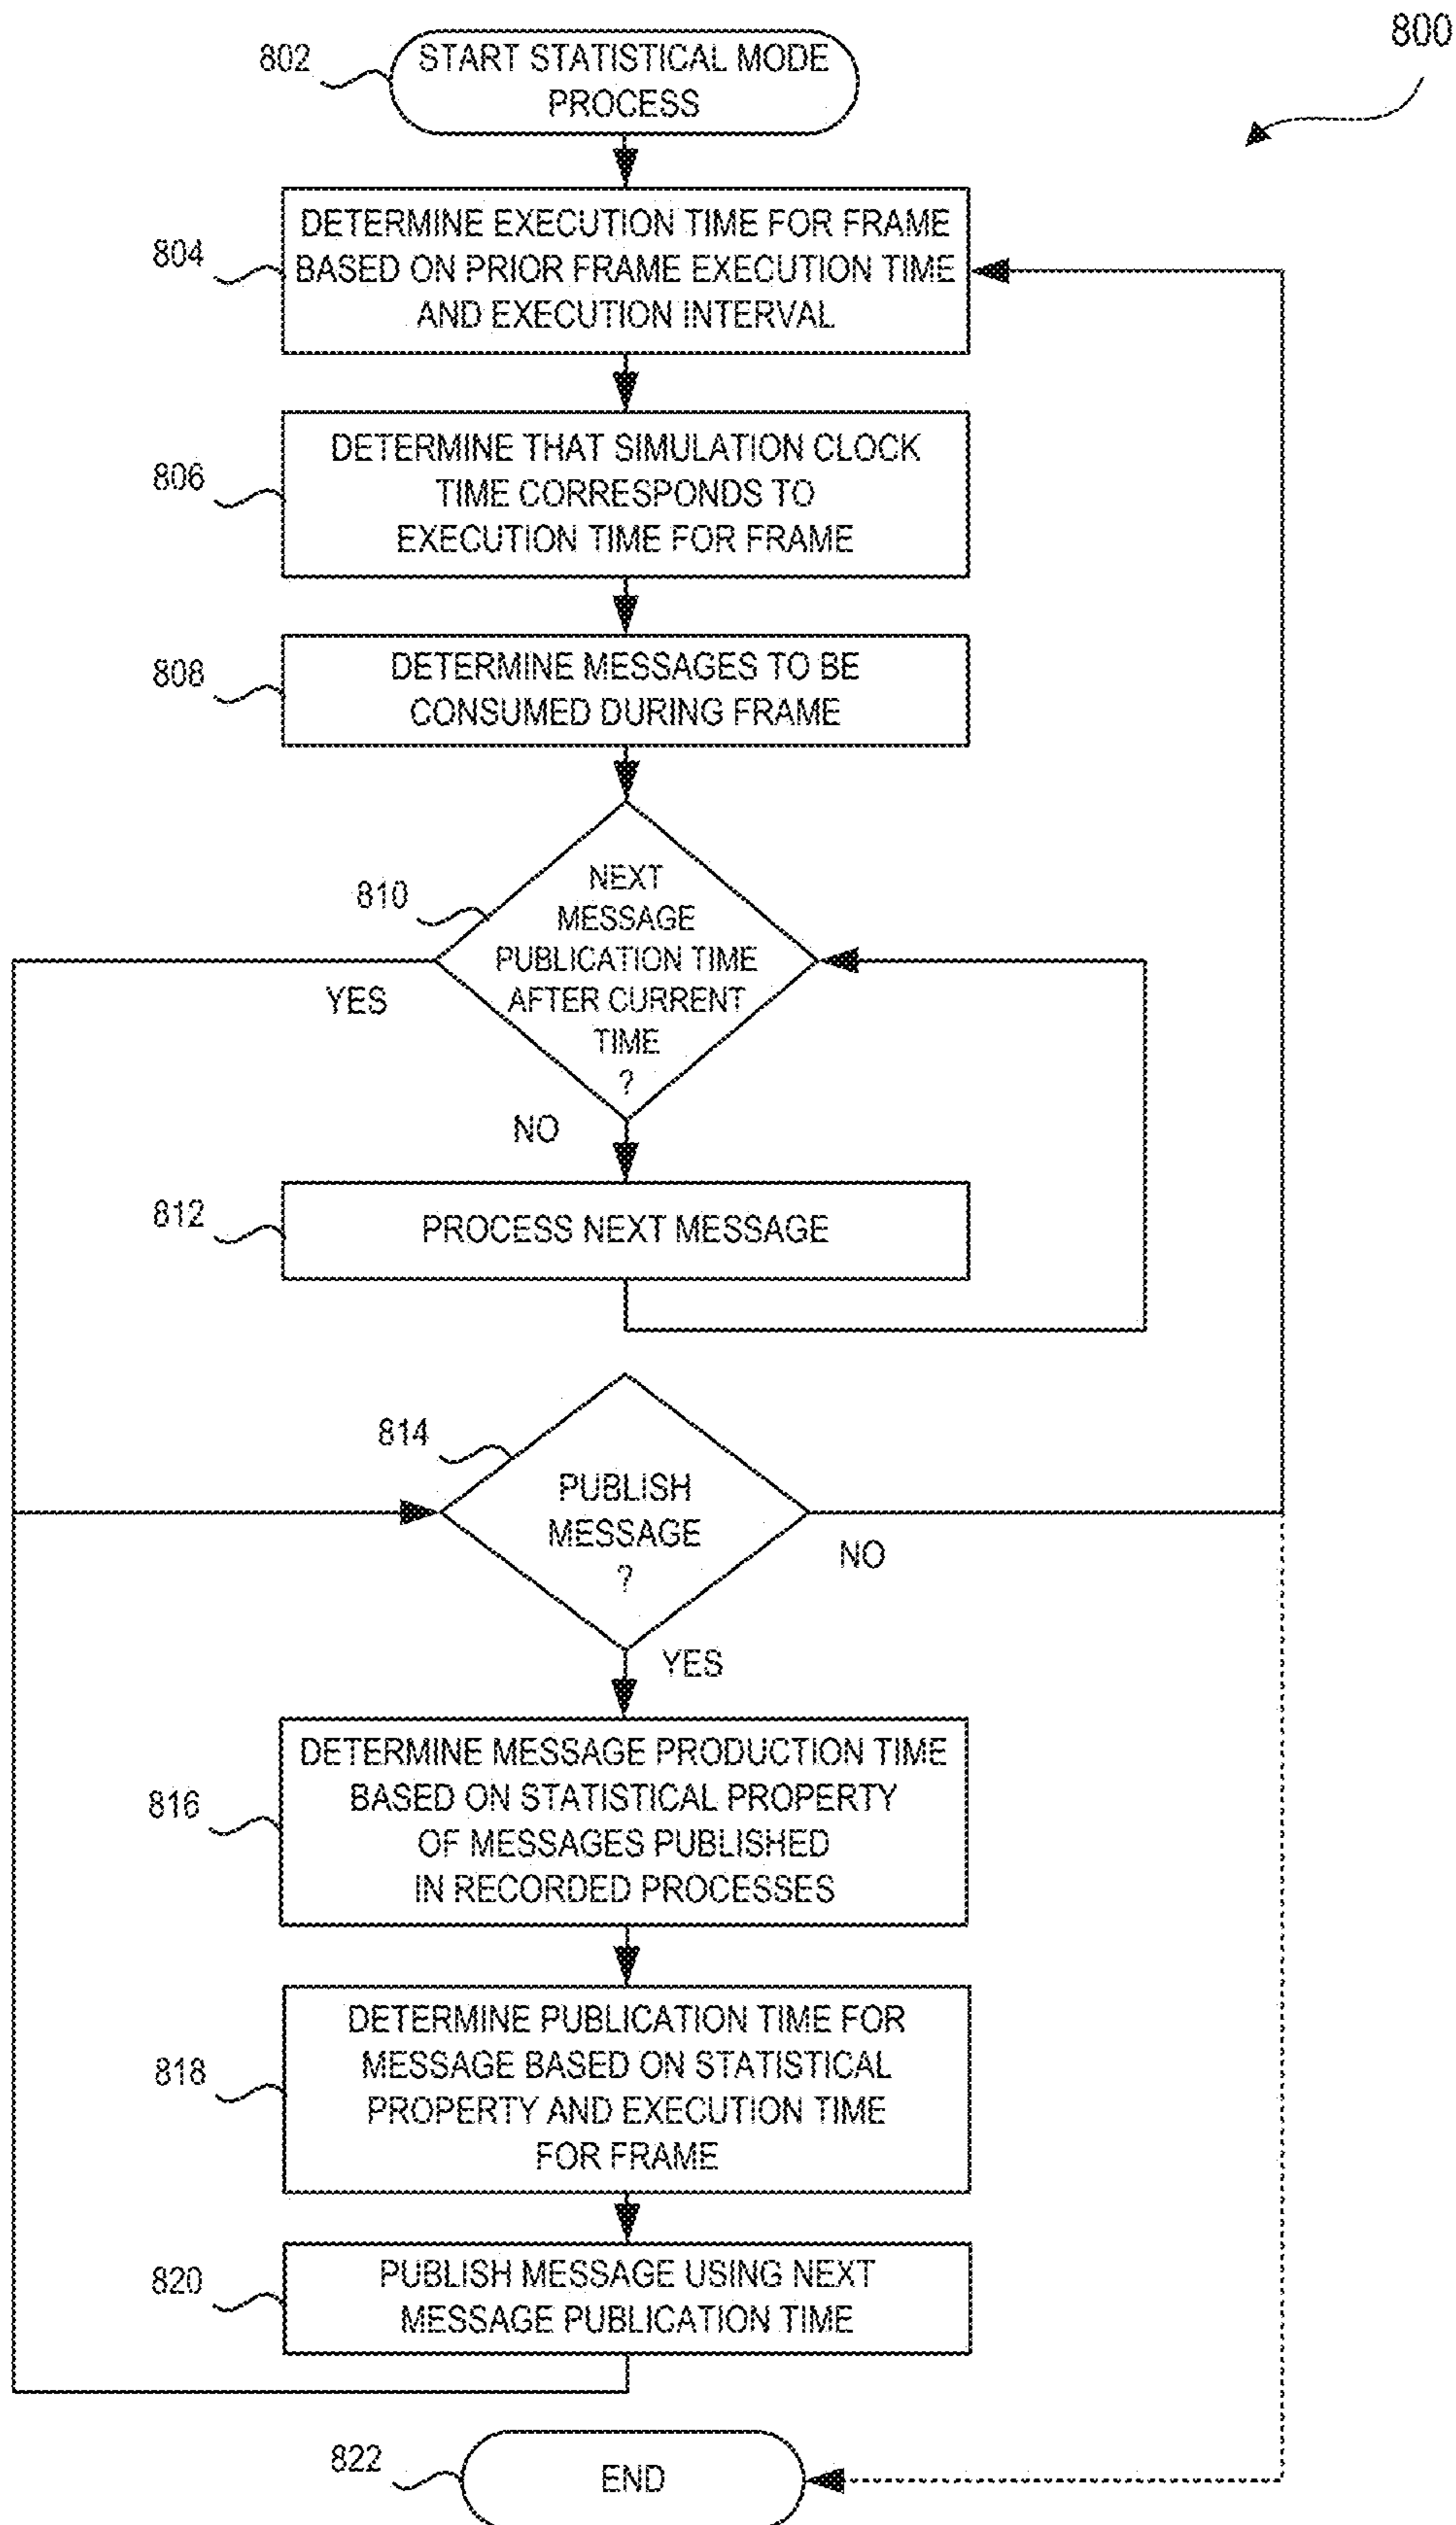 800
802
START STATISTICAL MODE
PROCESS
804
DETERMINE EXECUTION TIME FOR FRAME
BASED ON PRIOR FRAME EXECUTION TIME
AND EXECUTION INTERVAL
806
DETERMINE THAT SIMULATION CLOCK
TIME CORRESPONDS TO
EXECUTION TIME FOR FRAME
808
DETERMINE MESSAGES TO BE
CONSUMED DURING FRAME
810
NEXT
MESSAGE
PUBLICATION TIME
AFTER CURRENT
TIME
?
YES
NO
812
PROCESS NEXT MESSAGE
814
PUBLISH
MESSAGE
?
NO
YES
816
DETERMINE MESSAGE PRODUCTION TIME
BASED ON STATISTICAL PROPERTY
OF MESSAGES PUBLISHED
IN RECORDED PROCESSES
818
DETERMINE PUBLICATION TIME FOR
MESSAGE BASED ON STATISTICAL
PROPERTY AND EXECUTION TIME
FOR FRAME
820
PUBLISH MESSAGE USING NEXT
MESSAGE PUBLICATION TIME
822
END